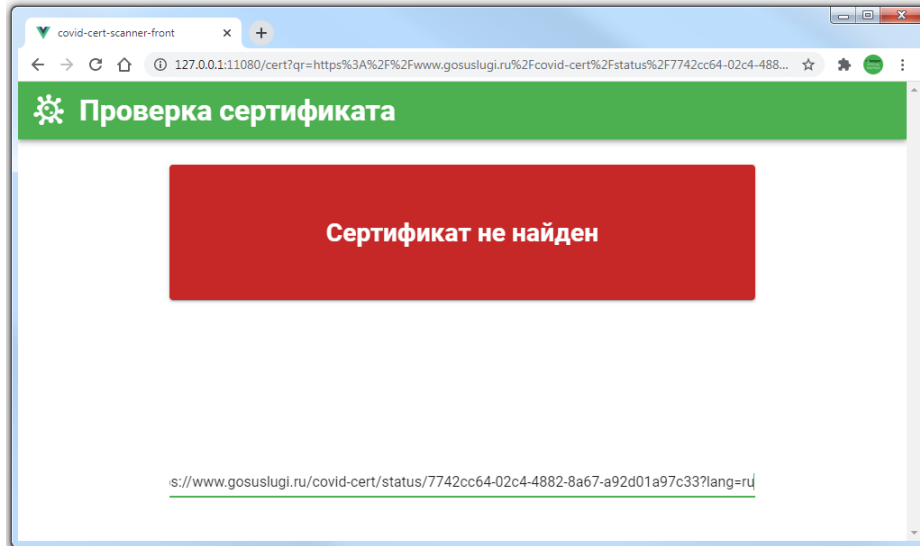 covid-cert-scanner-front
127.0.0.1:11080/cert?qr=https%3A%2F%2Fwww.gosuslugi.ru%2Fcovid-cert%2Fstatus%2F7742cc64-02c4-488...
Проверка сертификата
Сертификат не найден
s://www.gosuslugi.ru/covid-cert/status/7742cc64-02c4-4882-8a67-a92d01a97c33?lang=ru